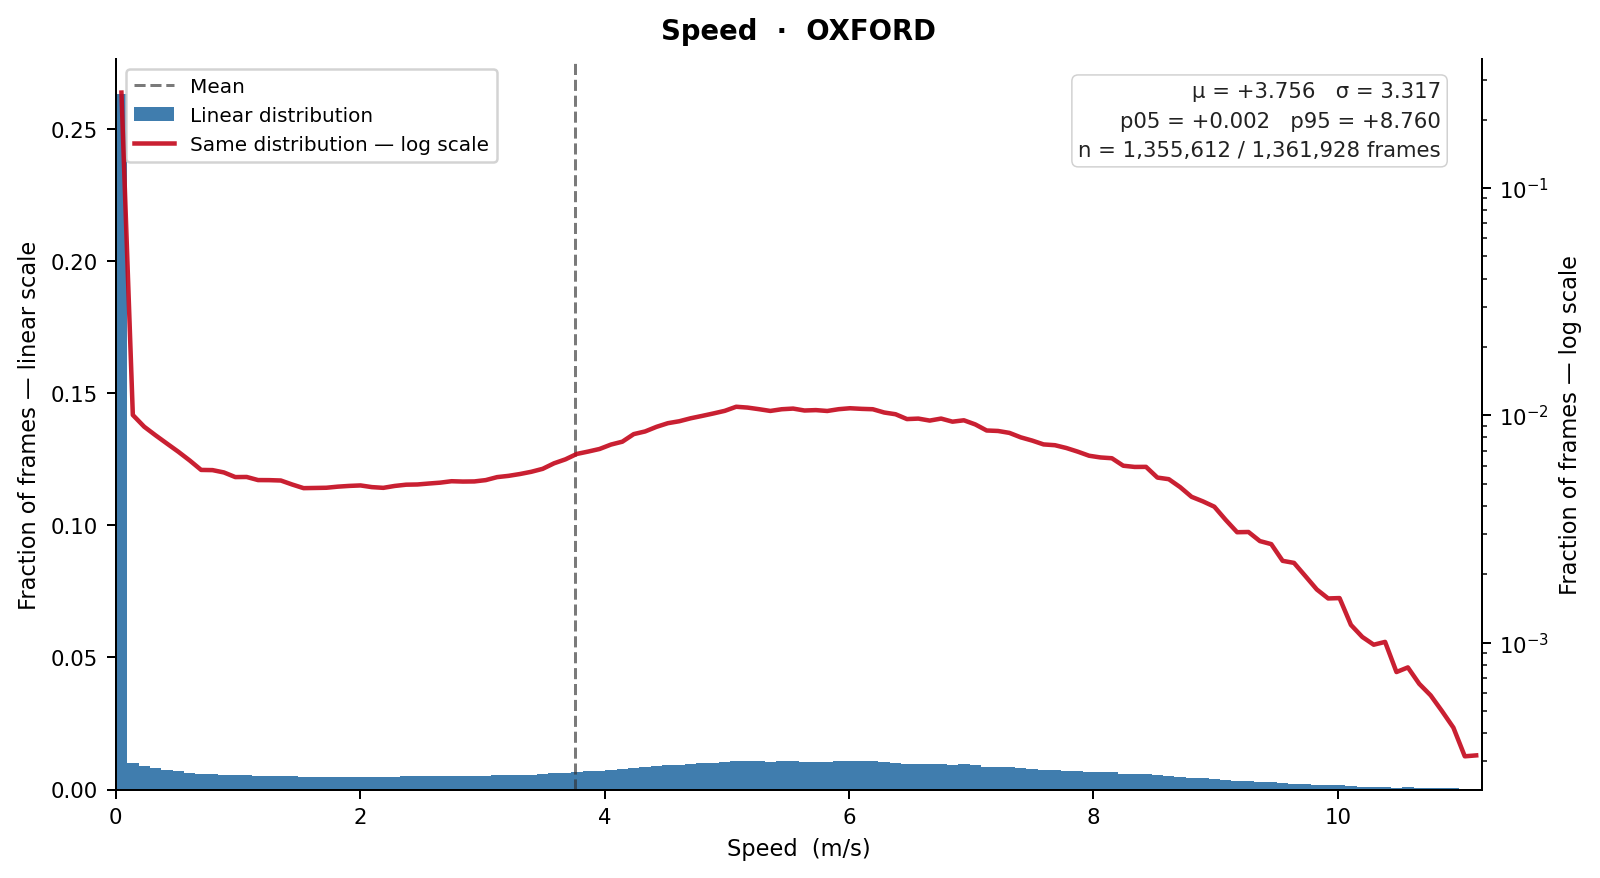 Speed · OXFORD
Mean
Linear distribution
Same distribution — log scale
μ = +3.756 σ = 3.317
p05 = +0.002 p95 = +8.760
n = 1,355,612 / 1,361,928 frames
Fraction of frames — linear scale
0.25
0.20
0.15
0.10
0.05
0.00
10⁻¹
10⁻²
10⁻³
Fraction of frames — log scale
0 2 4 6 8 10
Speed (m/s)